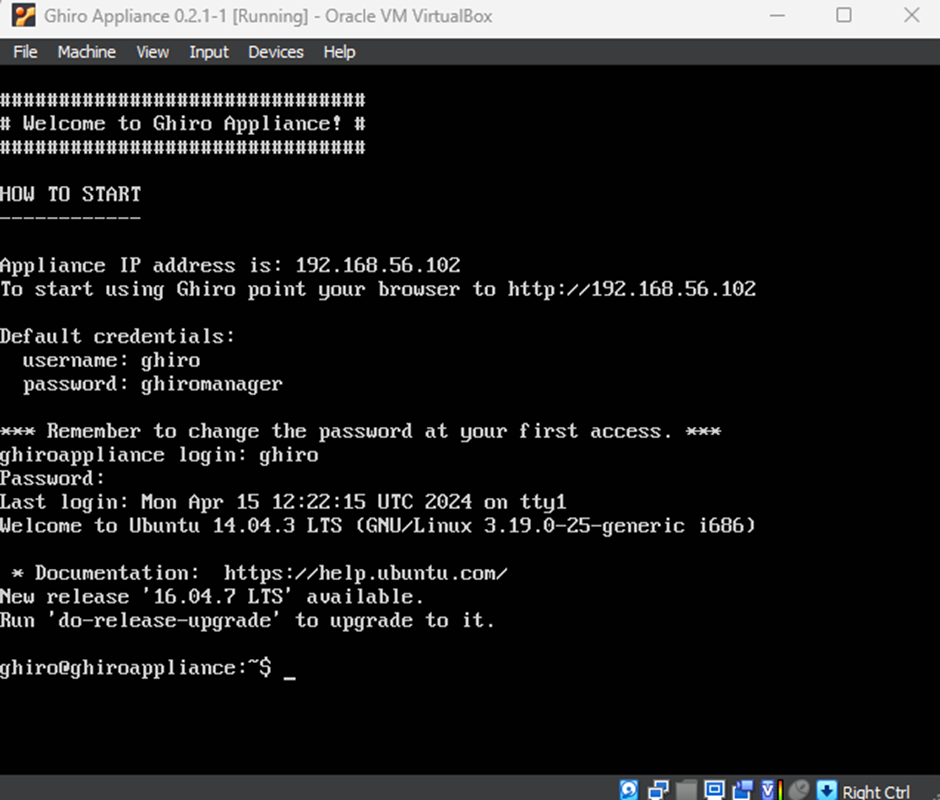 Ghiro Appliance 0.2.1-1 [Running] - Oracle VM VirtualBox
File Machine View Input Devices Help
###############################
# Welcome to Ghiro Appliance! #
###############################
HOW TO START
------------
Appliance IP address is: 192.168.56.102
To start using Ghiro point your browser to http://192.168.56.102
Default credentials:
username: ghiro
password: ghiromanager
*** Remember to change the password at your first access. ***
ghiroappliance login: ghiro
Password:
Last login: Mon Apr 15 12:22:15 UTC 2024 on tty1
Welcome to Ubuntu 14.04.3 LTS (GNU/Linux 3.19.0-25-generic i686)
* Documentation:  https://help.ubuntu.com/
New release '16.04.7 LTS' available.
Run 'do-release-upgrade' to upgrade to it.
ghiro@ghiroappliance:~$ _
Right Ctrl